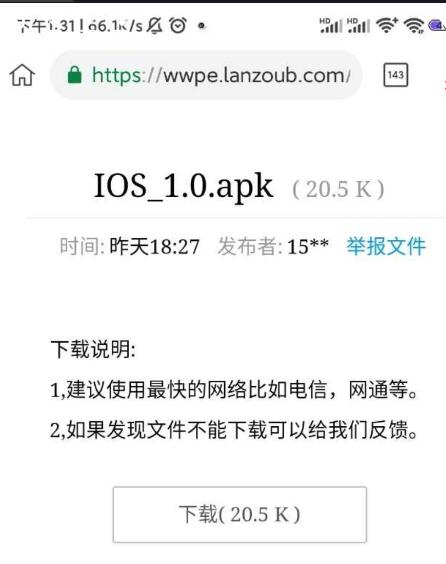 下午1:31 | 66.1K/s
https://wwpe.lanzoub.com/
143
IOS_1.0.apk ( 20.5 K )
时间: 昨天18:27 发布者: 15** 举报文件
下载说明:
1,建议使用最快的网络比如电信，网通等。
2,如果发现文件不能下载可以给我们反馈。
下载( 20.5 K )